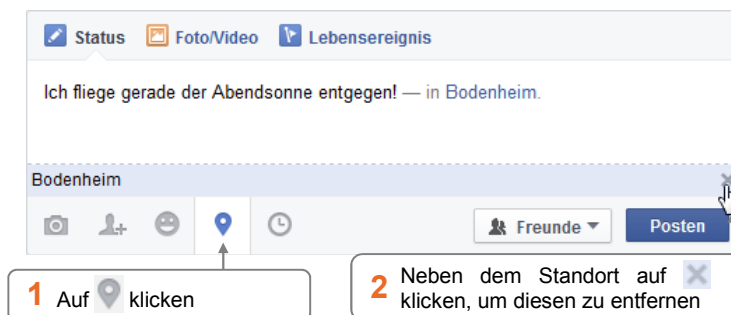 Status Foto/Video Lebensereignis
Ich fliege gerade der Abendsonne entgegen! — in Bodenheim.
Bodenheim
Freunde Posten
1 Auf klicken
2 Neben dem Standort auf
klicken, um diesen zu entfernen